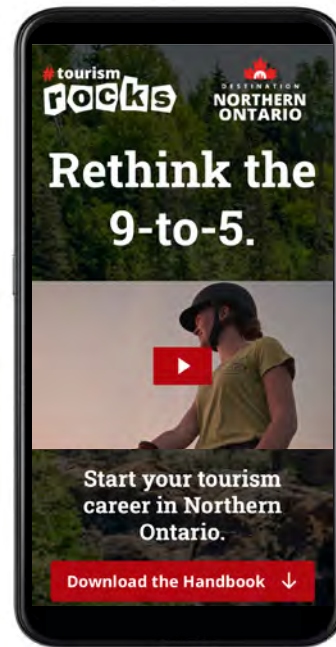 #tourism
rocks
DESTINATION
NORTHERN
ONTARIO
Rethink the
9-to-5.
Start your tourism
career in Northern
Ontario.
Download the Handbook ↓